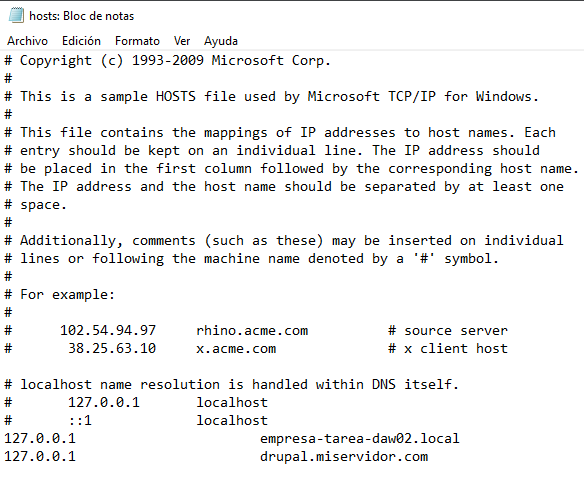 hosts: Bloc de notas
Archivo Edición Formato Ver Ayuda
# Copyright (c) 1993-2009 Microsoft Corp.
#
# This is a sample HOSTS file used by Microsoft TCP/IP for Windows.
#
# This file contains the mappings of IP addresses to host names. Each
# entry should be kept on an individual line. The IP address should
# be placed in the first column followed by the corresponding host name.
# The IP address and the host name should be separated by at least one
# space.
#
# Additionally, comments (such as these) may be inserted on individual
# lines or following the machine name denoted by a '#' symbol.
#
# For example:
#
#      102.54.94.97     rhino.acme.com          # source server
#       38.25.63.10     x.acme.com              # x client host

# localhost name resolution is handled within DNS itself.
#       127.0.0.1       localhost
#       ::1             localhost
127.0.0.1                       empresa-tarea-daw02.local
127.0.0.1                       drupal.miservidor.com